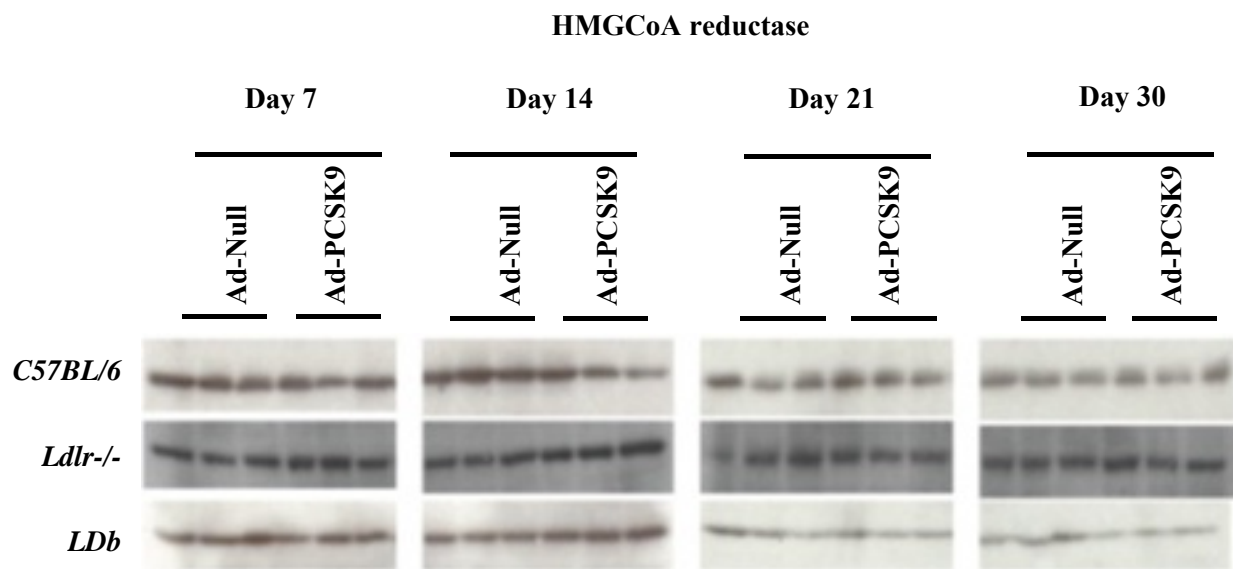 HMGCoA reductase
Day 7 Day 14 Day 21 Day 30
Ad-Null Ad-PCSK9 Ad-Null Ad-PCSK9 Ad-Null Ad-PCSK9 Ad-Null Ad-PCSK9
C57BL/6
Ldlr-/-
LDb